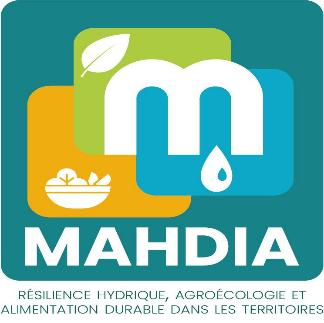 m
MAHDIA
RÉSILIENCE HYDRIQUE, AGROÉCOLOGIE ET
ALIMENTATION DURABLE DANS LES TERRITOIRES